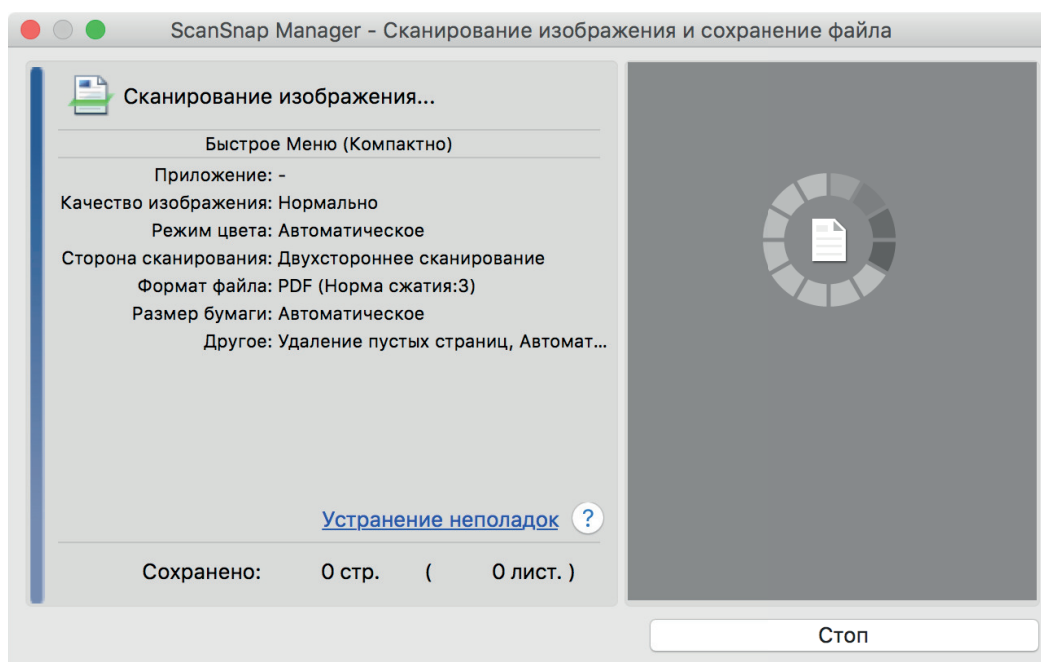 ScanSnap Manager - Сканирование изображения и сохранение файла
Сканирование изображения...
Быстрое Меню (Компактно)
Приложение: -
Качество изображения: Нормально
Режим цвета: Автоматическое
Сторона сканирования: Двухстороннее сканирование
Формат файла: PDF (Норма сжатия:3)
Размер бумаги: Автоматическое
Другое: Удаление пустых страниц, Автомат...
Устранение неполадок ?
Сохранено: 0 стр. ( 0 лист. )
Стоп